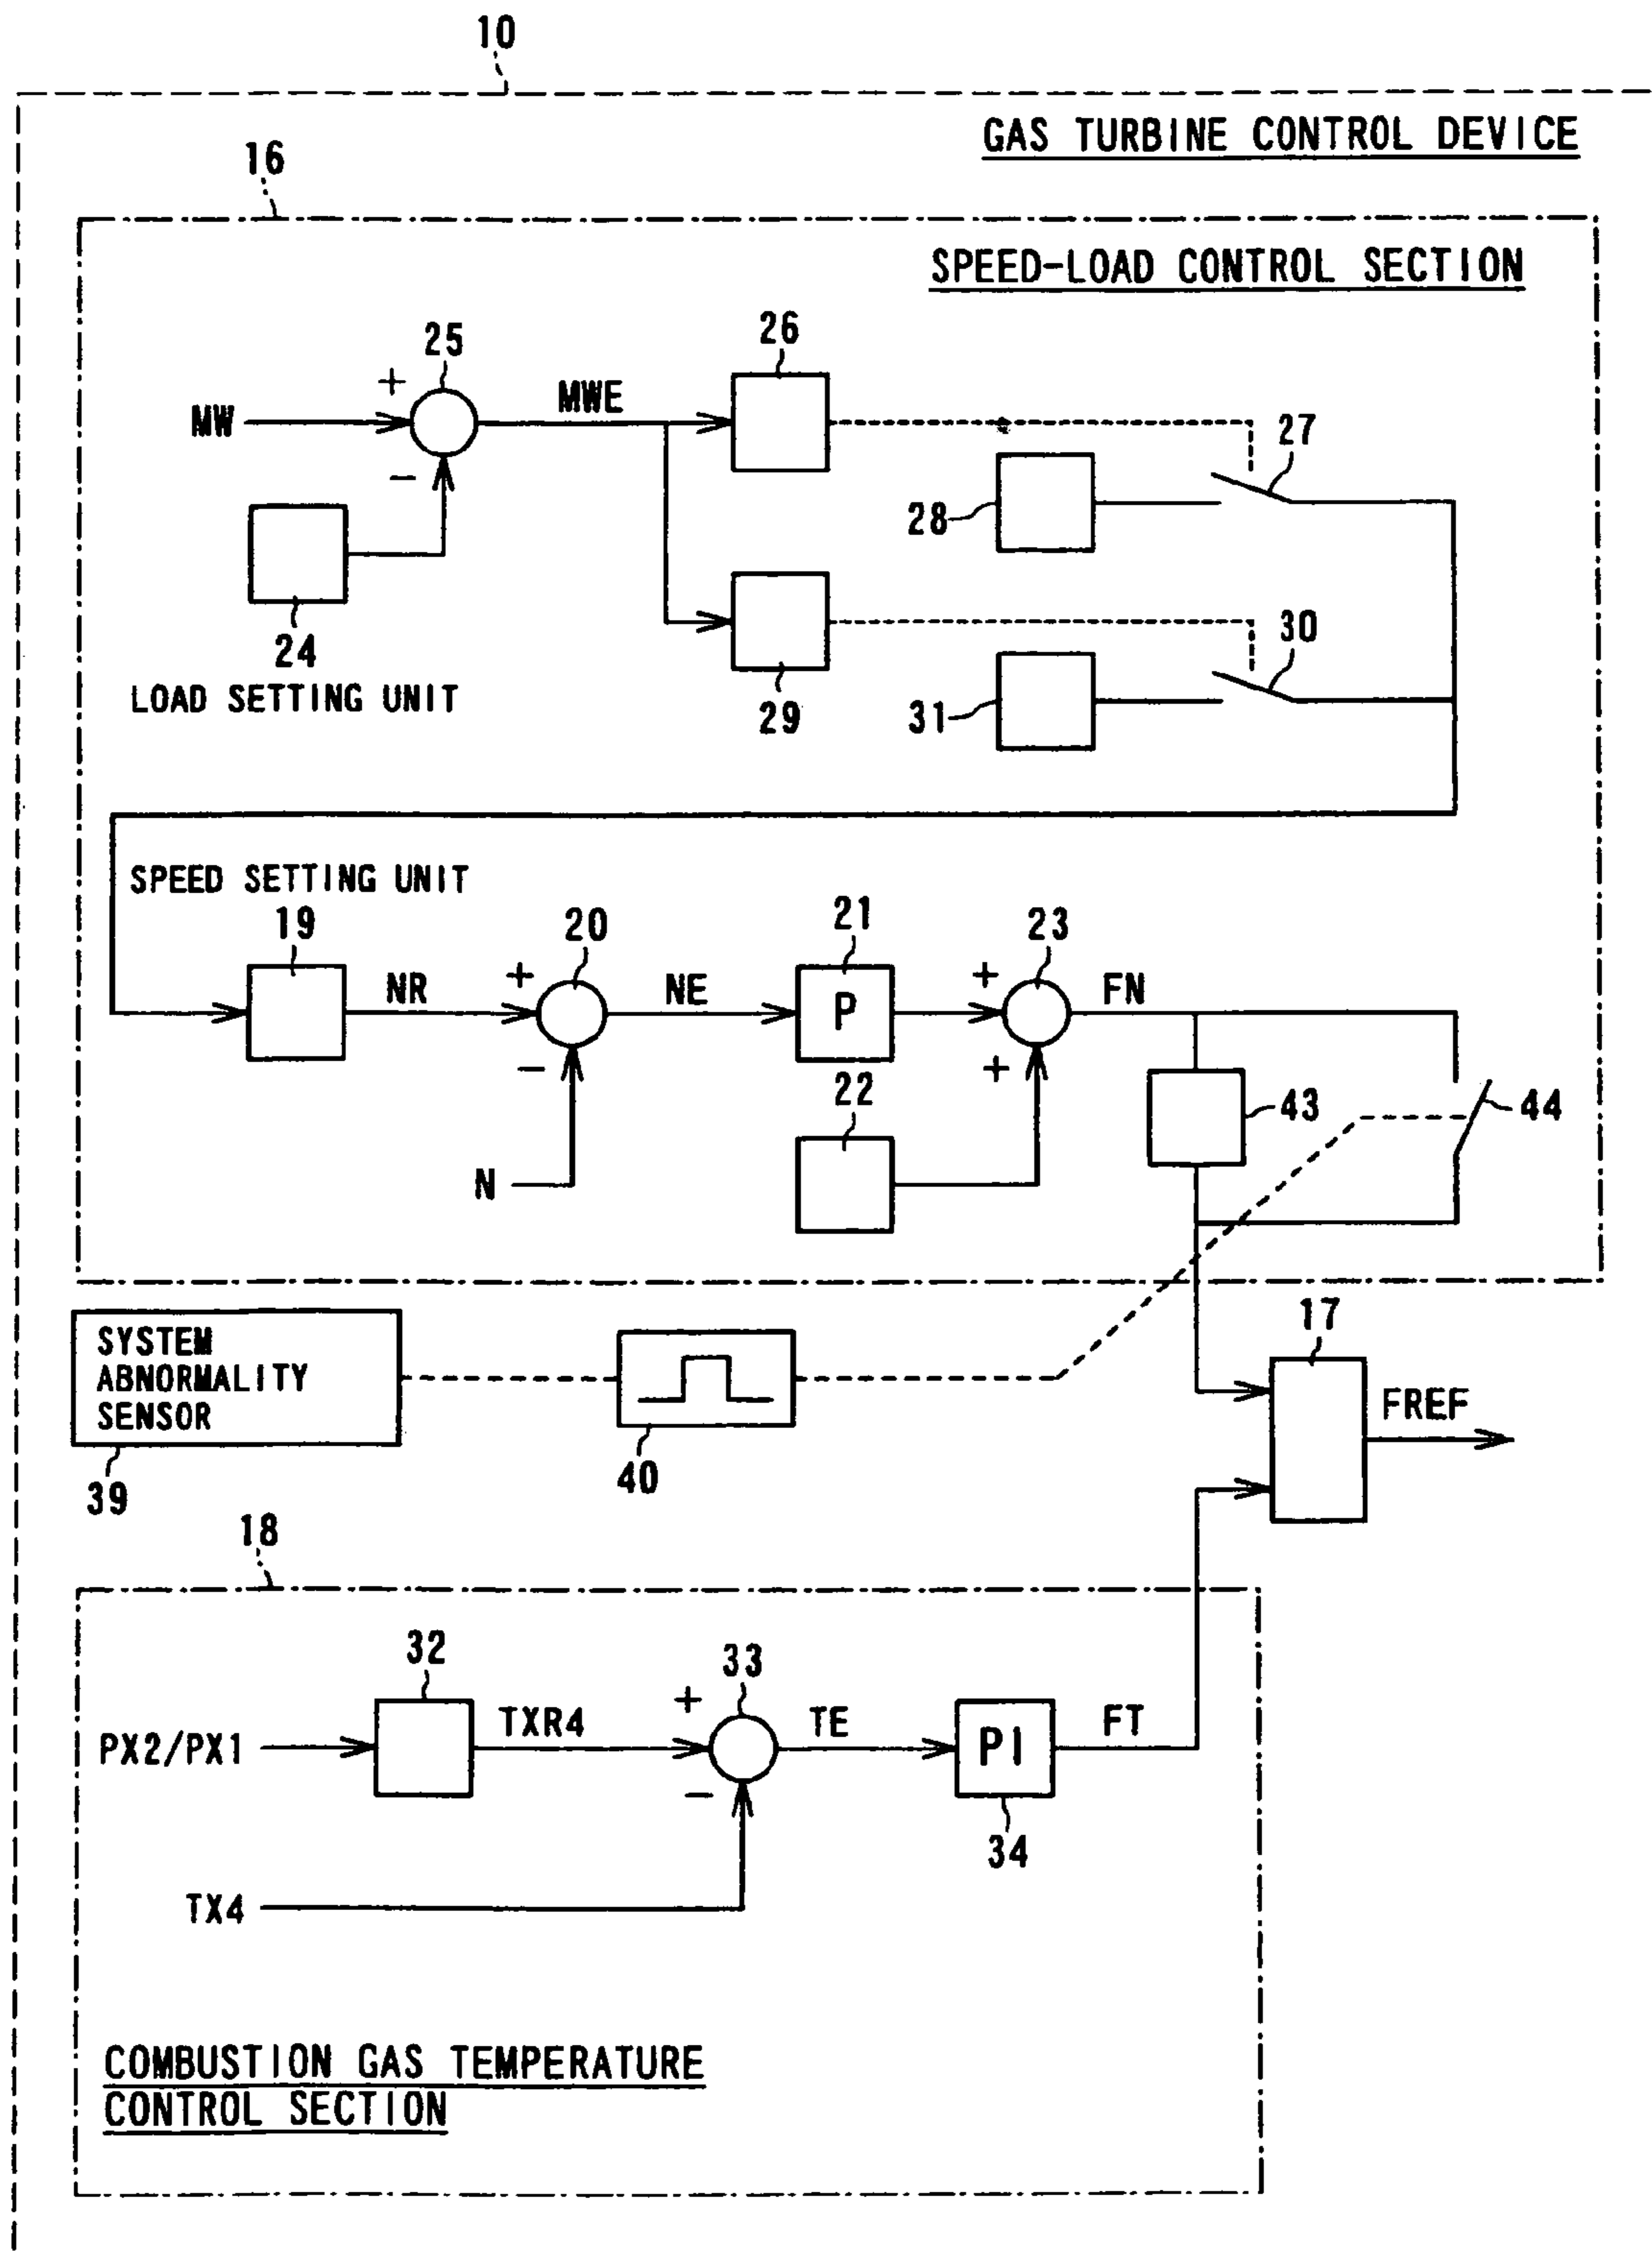 10
GAS TURBINE CONTROL DEVICE
16
SPEED-LOAD CONTROL SECTION
25
26
+
MWE
MW
27
−
28
24
30
LOAD SETTING UNIT
29
31
SPEED SETTING UNIT
19
20
21
23
+
NR
NE
+
FN
P
−
+
22
43
44
N
17
SYSTEM
ABNORMALITY
SENSOR
FREF
39
40
18
32
33
+
TXR4
TE
FT
PX2/PX1
PI
−
34
TX4
COMBUSTION GAS TEMPERATURE
CONTROL SECTION